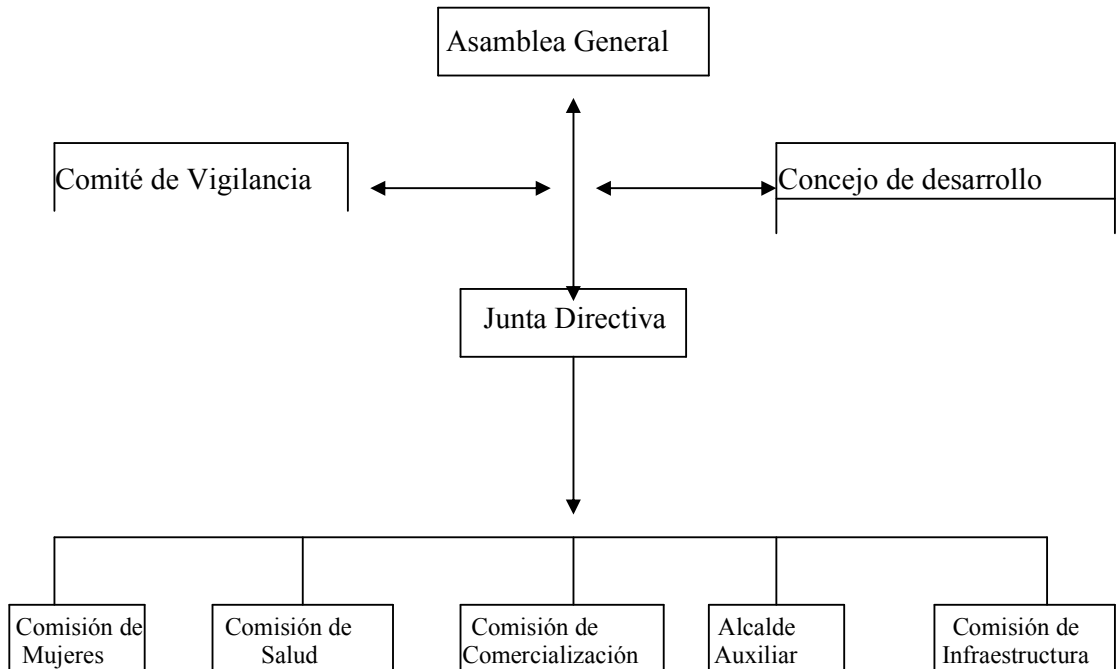 Asamblea General
Comité de Vigilancia
Concejo de desarrollo
Junta Directiva
Comisión de
Mujeres
Comisión de
Salud
Comisión de
Comercialización
Alcalde
Auxiliar
Comisión de
Infraestructura